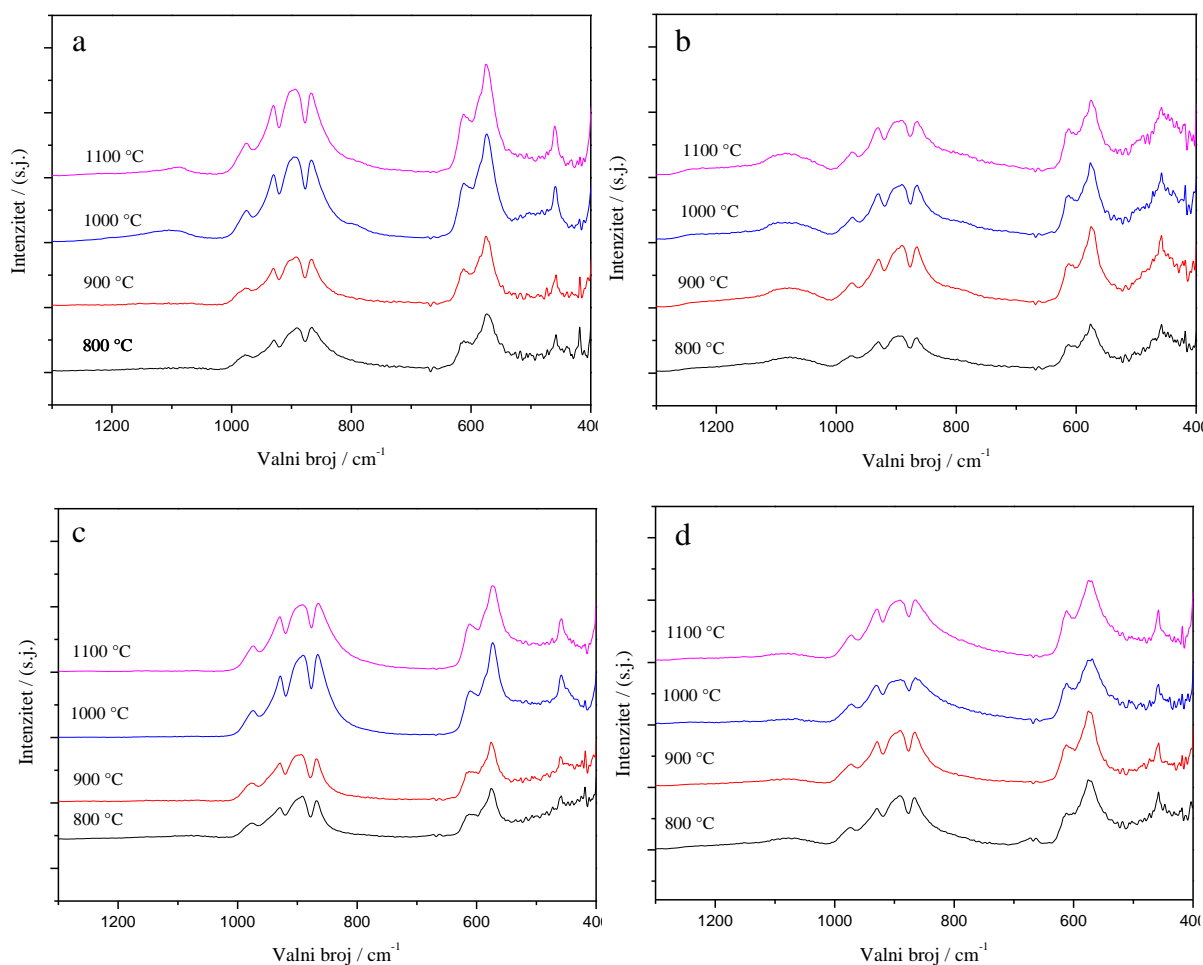 a
1100 °C
1000 °C
900 °C
800 °C
Intenzitet / (s.j.)
1200 1000 800 600 400
Valni broj / cm⁻¹
b
1100 °C
1000 °C
900 °C
800 °C
Intenzitet / (s.j.)
1200 1000 800 600 400
Valni broj / cm⁻¹
c
1100 °C
1000 °C
900 °C
800 °C
Intenzitet / (s.j.)
1200 1000 800 600 400
Valni broj / cm⁻¹
d
1100 °C
1000 °C
900 °C
800 °C
Intenzitet / (s.j.)
1200 1000 800 600 400
Valni broj / cm⁻¹